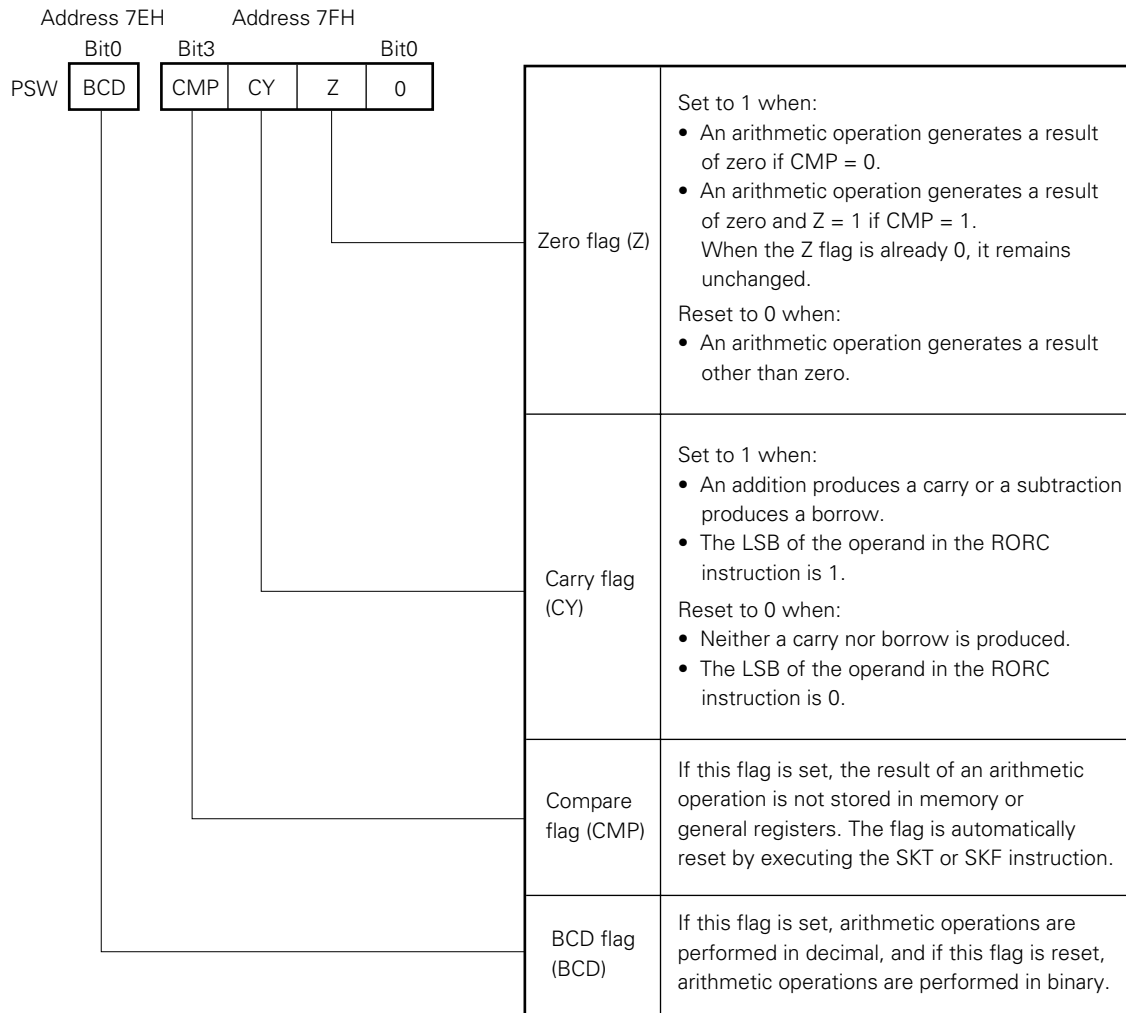 Address 7EH Address 7FH
Bit0 Bit3 Bit0
PSW BCD CMP CY Z 0
Zero flag (Z)
Set to 1 when:
• An arithmetic operation generates a result
of zero if CMP = 0.
• An arithmetic operation generates a result
of zero and Z = 1 if CMP = 1.
When the Z flag is already 0, it remains
unchanged.
Reset to 0 when:
• An arithmetic operation generates a result
other than zero.
Carry flag
(CY)
Set to 1 when:
• An addition produces a carry or a subtraction
produces a borrow.
• The LSB of the operand in the RORC
instruction is 1.
Reset to 0 when:
• Neither a carry nor borrow is produced.
• The LSB of the operand in the RORC
instruction is 0.
Compare
flag (CMP)
If this flag is set, the result of an arithmetic
operation is not stored in memory or
general registers. The flag is automatically
reset by executing the SKT or SKF instruction.
BCD flag
(BCD)
If this flag is set, arithmetic operations are
performed in decimal, and if this flag is reset,
arithmetic operations are performed in binary.